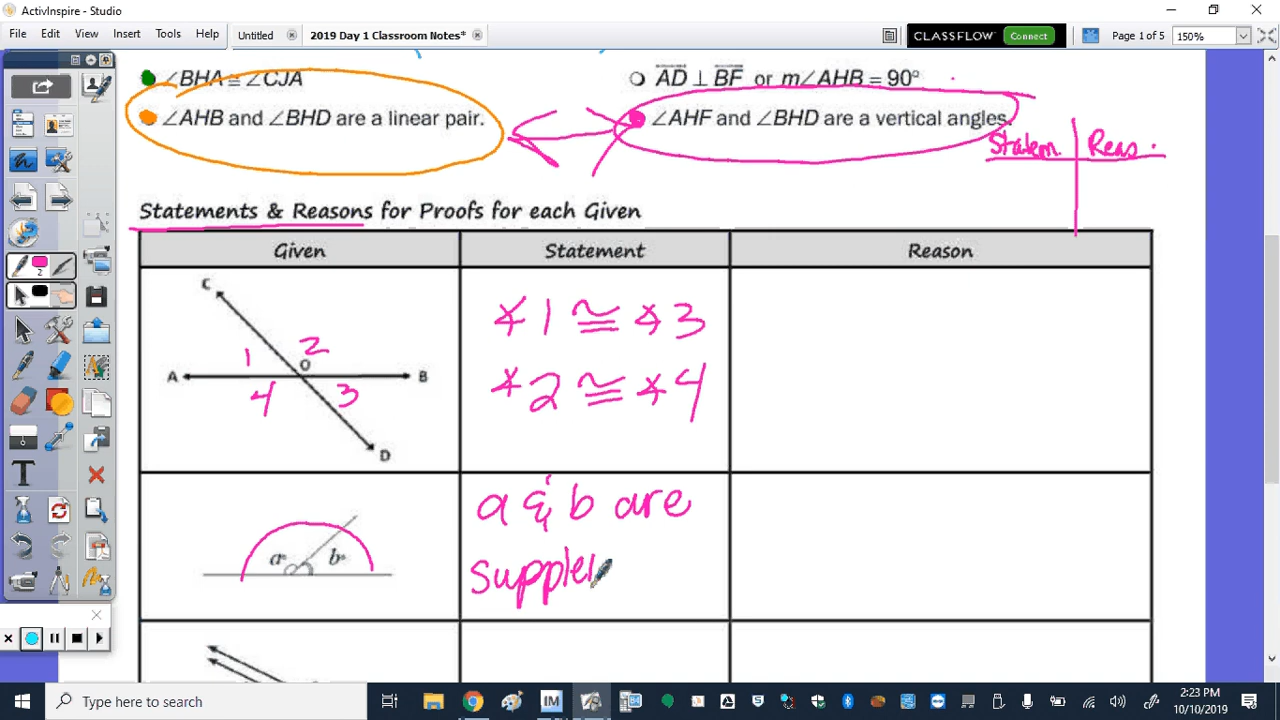 ActivInspire - Studio
File Edit View Insert Tools Help Untitled 2019 Day 1 Classroom Notes* CLASSFLOW Connect Page 1 of 5 150%
∠BHA ≅ ∠CJA
AD ⊥ BF or m∠AHB = 90°
∠AHB and ∠BHD are a linear pair.
∠AHF and ∠BHD are a vertical angles.
Statem. Reas.
Statements & Reasons for Proofs for each Given
Given Statement Reason
C
1 2
O
A B
4 3
D
∡1 ≅ ∡3
∡2 ≅ ∡4
a° b°
a & b are
supplem
2
T
IM
Type here to search
2:23 PM
10/10/2019